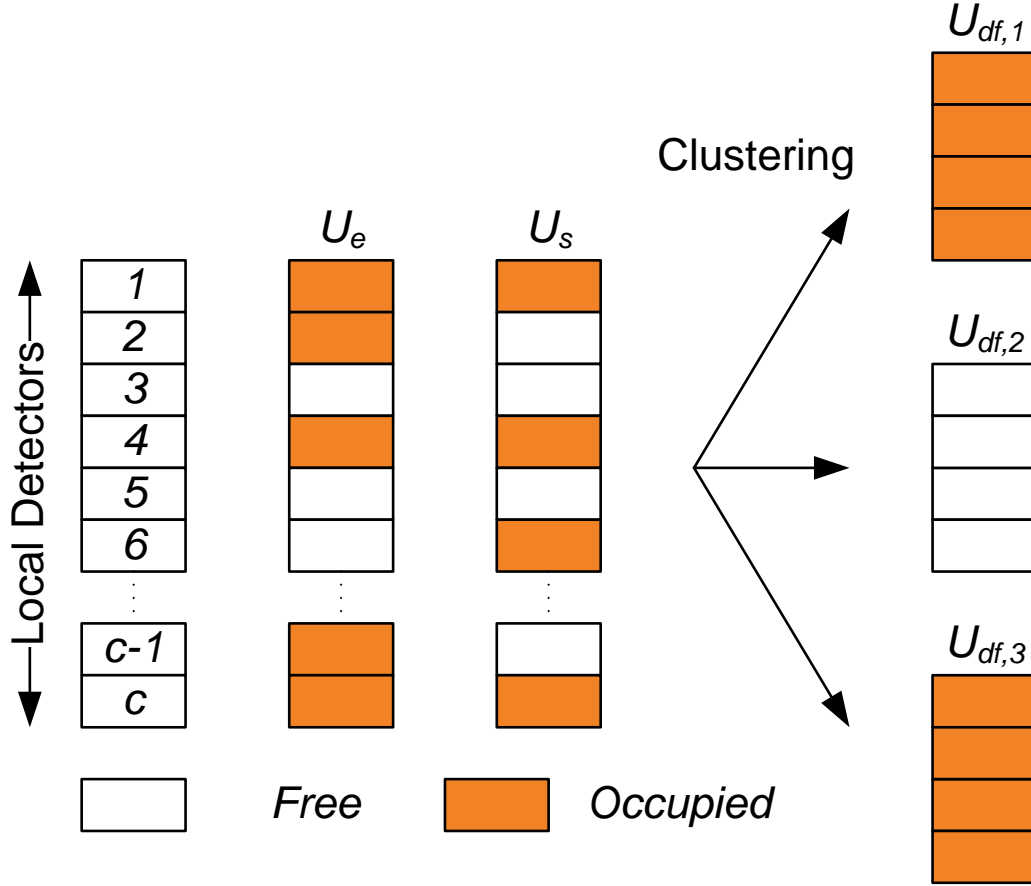 U_df,1
Clustering
U_e
U_s
1
2
3
4
5
6
c-1
c
Local Detectors
U_df,2
U_df,3
Free
Occupied